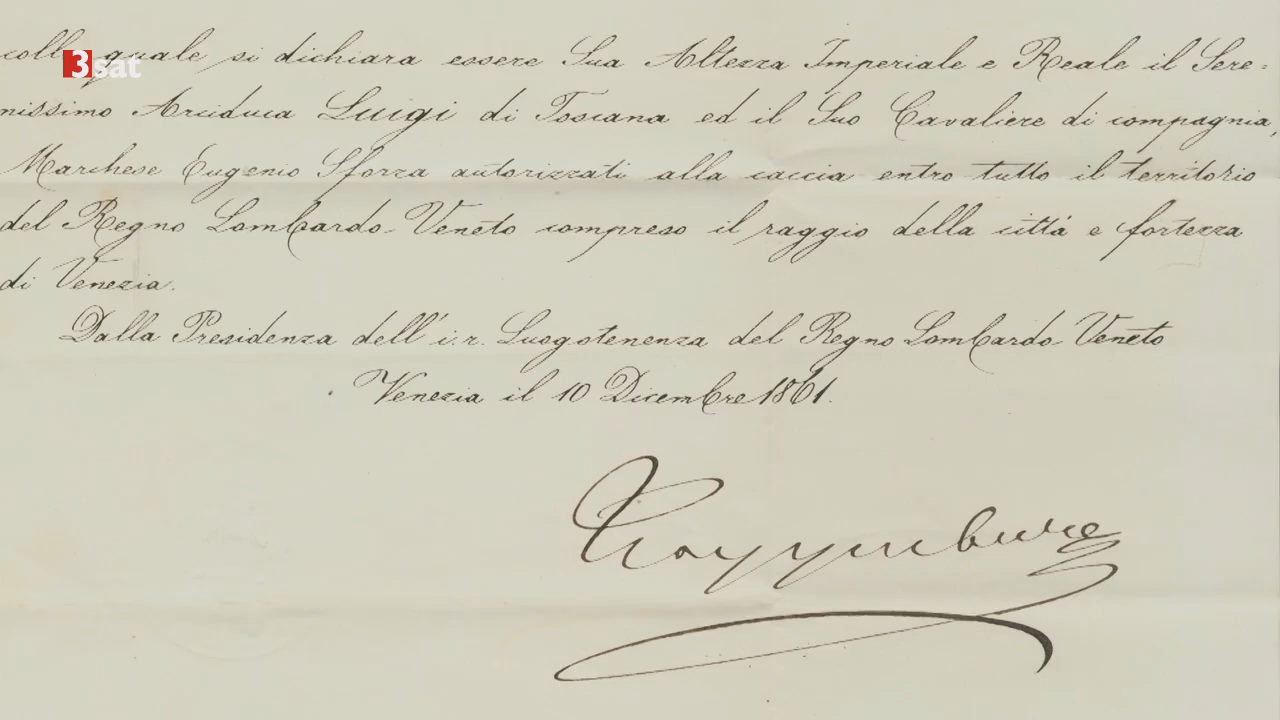 3sat
colla quale si dichiara essere Sua Altezza Imperiale e Reale il Sere=
nissimo Arciduca Luigi di Toscana ed il Suo Cavaliere di compagnia,
Marchese Eugenio Sforza autorizzati alla caccia entro tutto il territorio
del Regno Lombardo-Veneto compreso il raggio della cittá e fortezza
di Venezia.
Dalla Presidenza dell' i. r. Luogotenenza del Regno Lombardo-Veneto
Venezia il 10 Dicembre 1861.